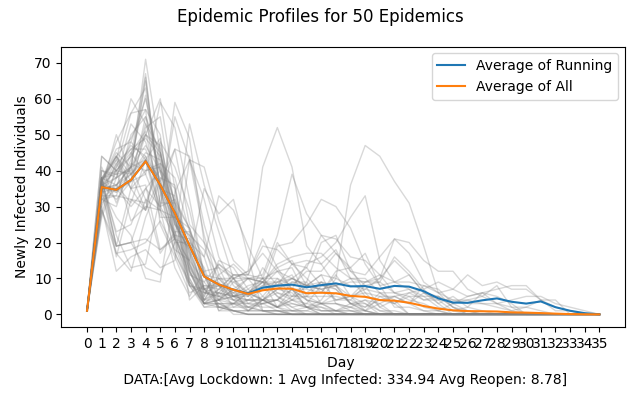 Epidemic Profiles for 50 Epidemics
Average of Running
Average of All
Newly Infected Individuals
70
60
50
40
30
20
10
0
0 1 2 3 4 5 6 7 8 9 10 11 12 13 14 15 16 17 18 19 20 21 22 23 24 25 26 27 28 29 30 31 32 33 34 35
Day
DATA:[Avg Lockdown: 1 Avg Infected: 334.94 Avg Reopen: 8.78]